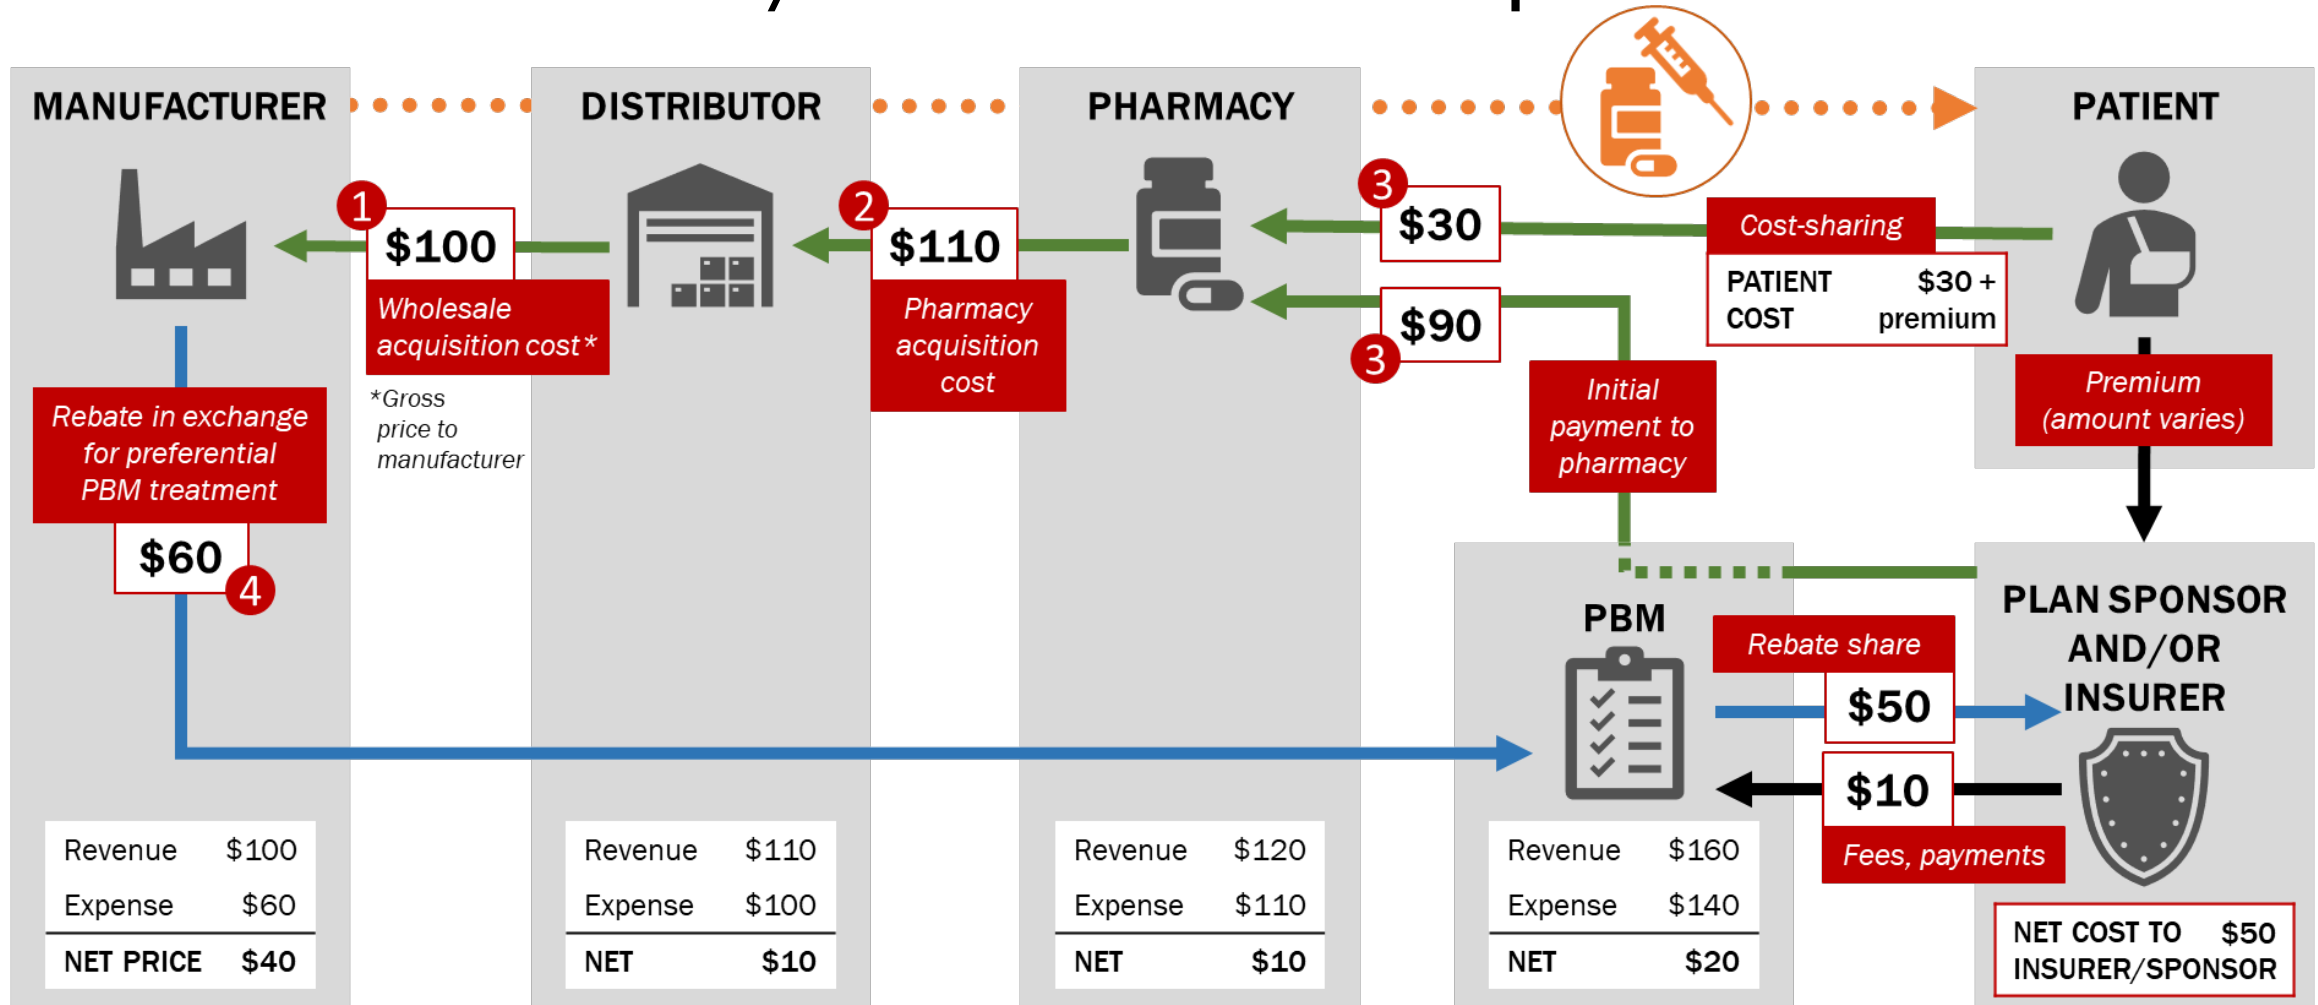 MANUFACTURER
DISTRIBUTOR
PHARMACY
PATIENT
1
$100
Wholesale
acquisition cost*
*Gross
price to
manufacturer
2
$110
Pharmacy
acquisition
cost
3
$30
Cost-sharing
PATIENT $30 +
COST premium
3
$90
Initial
payment to
pharmacy
Premium
(amount varies)
Rebate in exchange
for preferential
PBM treatment
$60
4
PBM
PLAN SPONSOR
AND/OR
INSURER
Rebate share
$50
$10
Fees, payments
Revenue $100
Expense $60
NET PRICE $40
Revenue $110
Expense $100
NET $10
Revenue $120
Expense $110
NET $10
Revenue $160
Expense $140
NET $20
NET COST TO $50
INSURER/SPONSOR